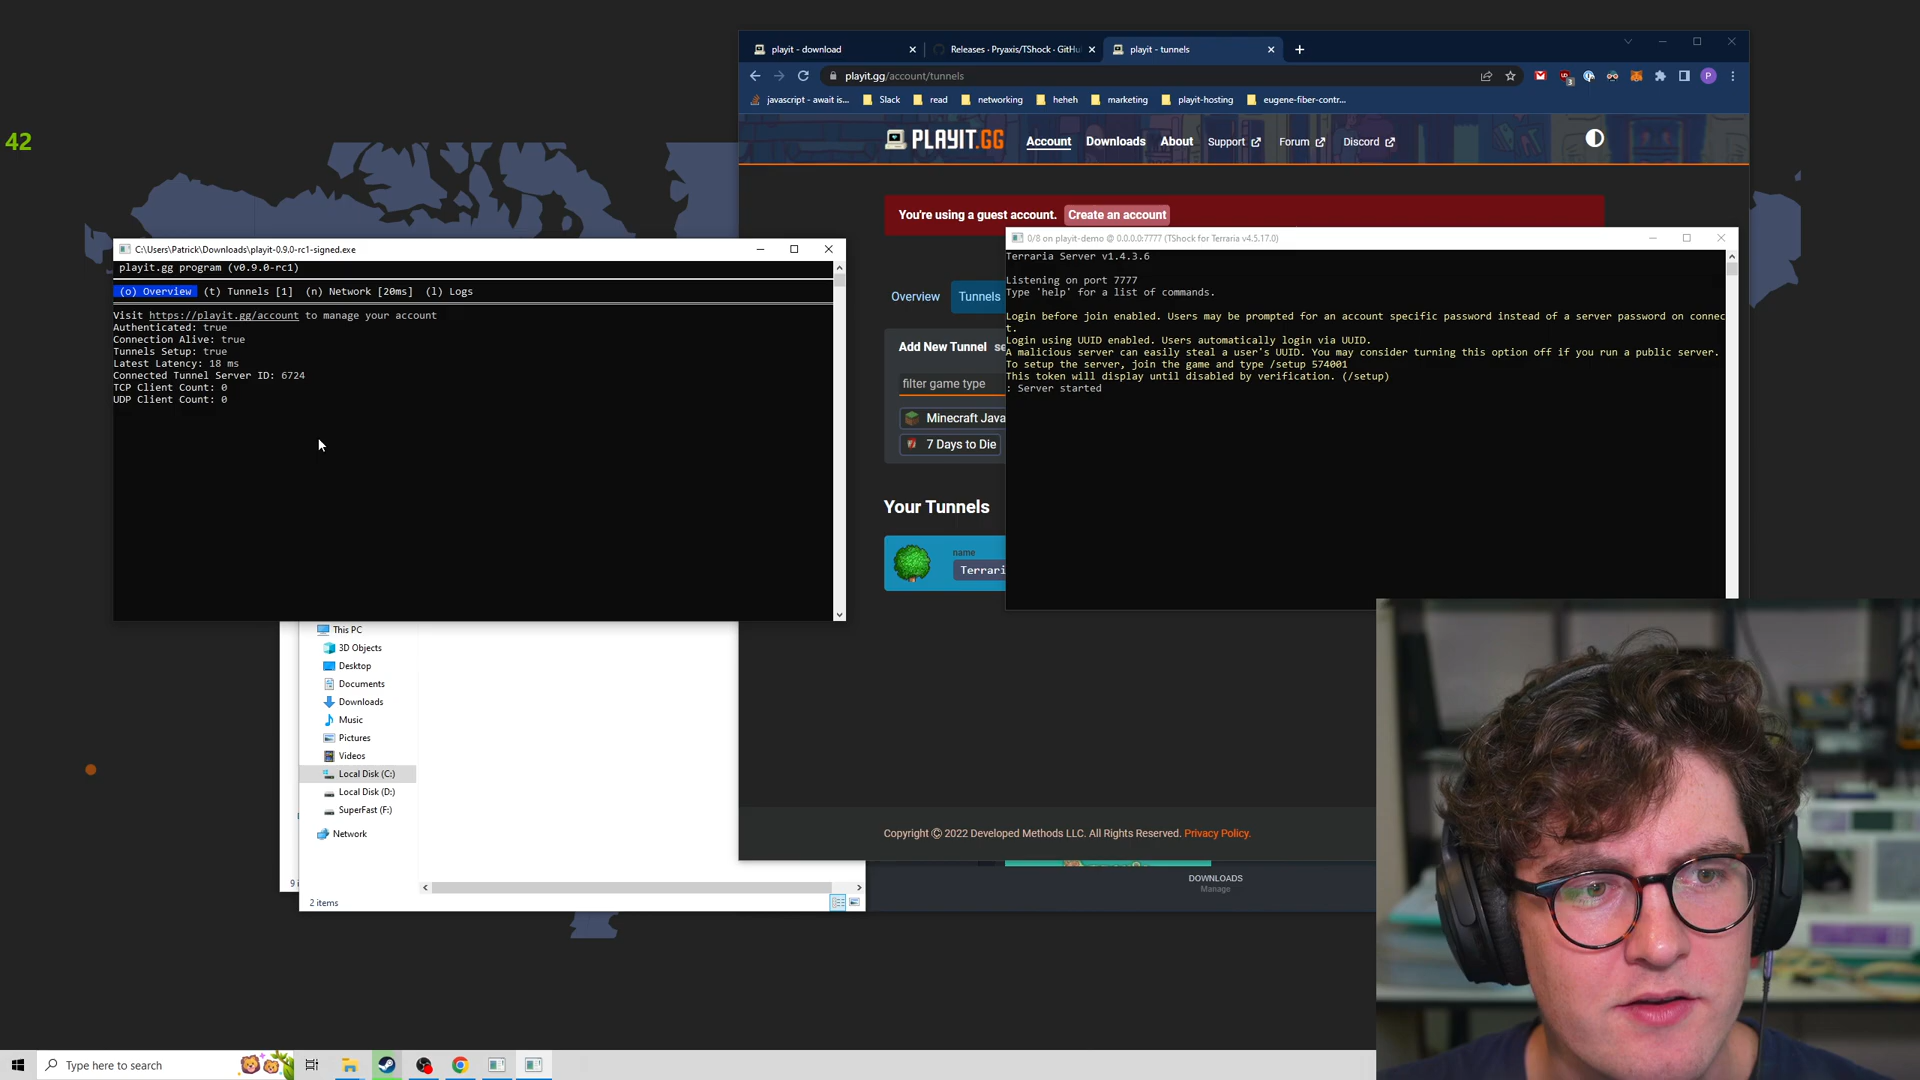 42
playit - download
Releases · Pryaxis/TShock · GitHu
playit - tunnels
playit.gg/account/tunnels
3
P
javascript - await is...
Slack
read
networking
heheh
marketing
playit-hosting
eugene-fiber-contr...
PLAYIT.GG
Account
Downloads
About
Support
Forum
Discord
You're using a guest account.
Create an account
Overview
Tunnels
Add New Tunnel
filter game type
Minecraft Java
7 Days to Die
Your Tunnels
name
Terrari
Copyright © 2022 Developed Methods LLC. All Rights Reserved. Privacy Policy.
DOWNLOADS
Manage
C:\Users\Patrick\Downloads\playit-0.9.0-rc1-signed.exe
playit.gg program (v0.9.0-rc1)
(o) Overview (t) Tunnels [1] (n) Network [20ms] (l) Logs
Visit https://playit.gg/account to manage your account
Authenticated: true
Connection Alive: true
Tunnels Setup: true
Latest Latency: 18 ms
Connected Tunnel Server ID: 6724
TCP Client Count: 0
UDP Client Count: 0
0/8 on playit-demo @ 0.0.0.0:7777 (TShock for Terraria v4.5.17.0)
Terraria Server v1.4.3.6
Listening on port 7777
Type 'help' for a list of commands.
Login before join enabled. Users may be prompted for an account specific password instead of a server password on connec
t.
Login using UUID enabled. Users automatically login via UUID.
A malicious server can easily steal a user's UUID. You may consider turning this option off if you run a public server.
To setup the server, join the game and type /setup 574001
This token will display until disabled by verification. (/setup)
: Server started
This PC
3D Objects
Desktop
Documents
Downloads
Music
Pictures
Videos
Local Disk (C:)
Local Disk (D:)
SuperFast (F:)
Network
2 items
Type here to search